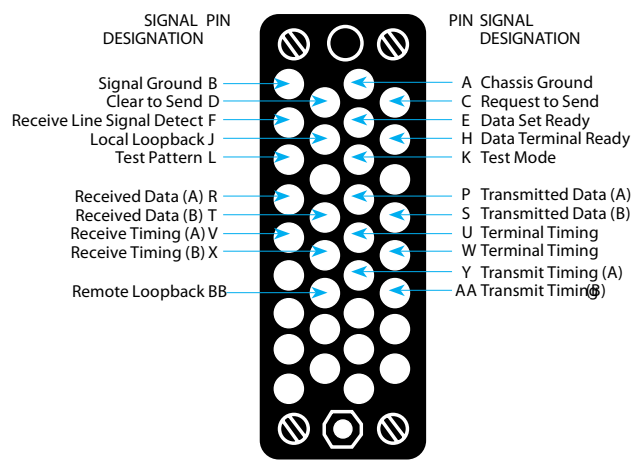 SIGNAL PIN
DESIGNATION
Signal Ground B
Clear to Send D
Receive Line Signal Detect F
Local Loopback J
Test Pattern L
Received Data (A) R
Received Data (B) T
Receive Timing (A) V
Receive Timing (B) X
Remote Loopback BB
PIN SIGNAL
DESIGNATION
A Chassis Ground
C Request to Send
E Data Set Ready
H Data Terminal Ready
K Test Mode
P Transmitted Data (A)
S Transmitted Data (B)
U Terminal Timing
W Terminal Timing
Y Transmit Timing (A)
AA Transmit Timing (B)